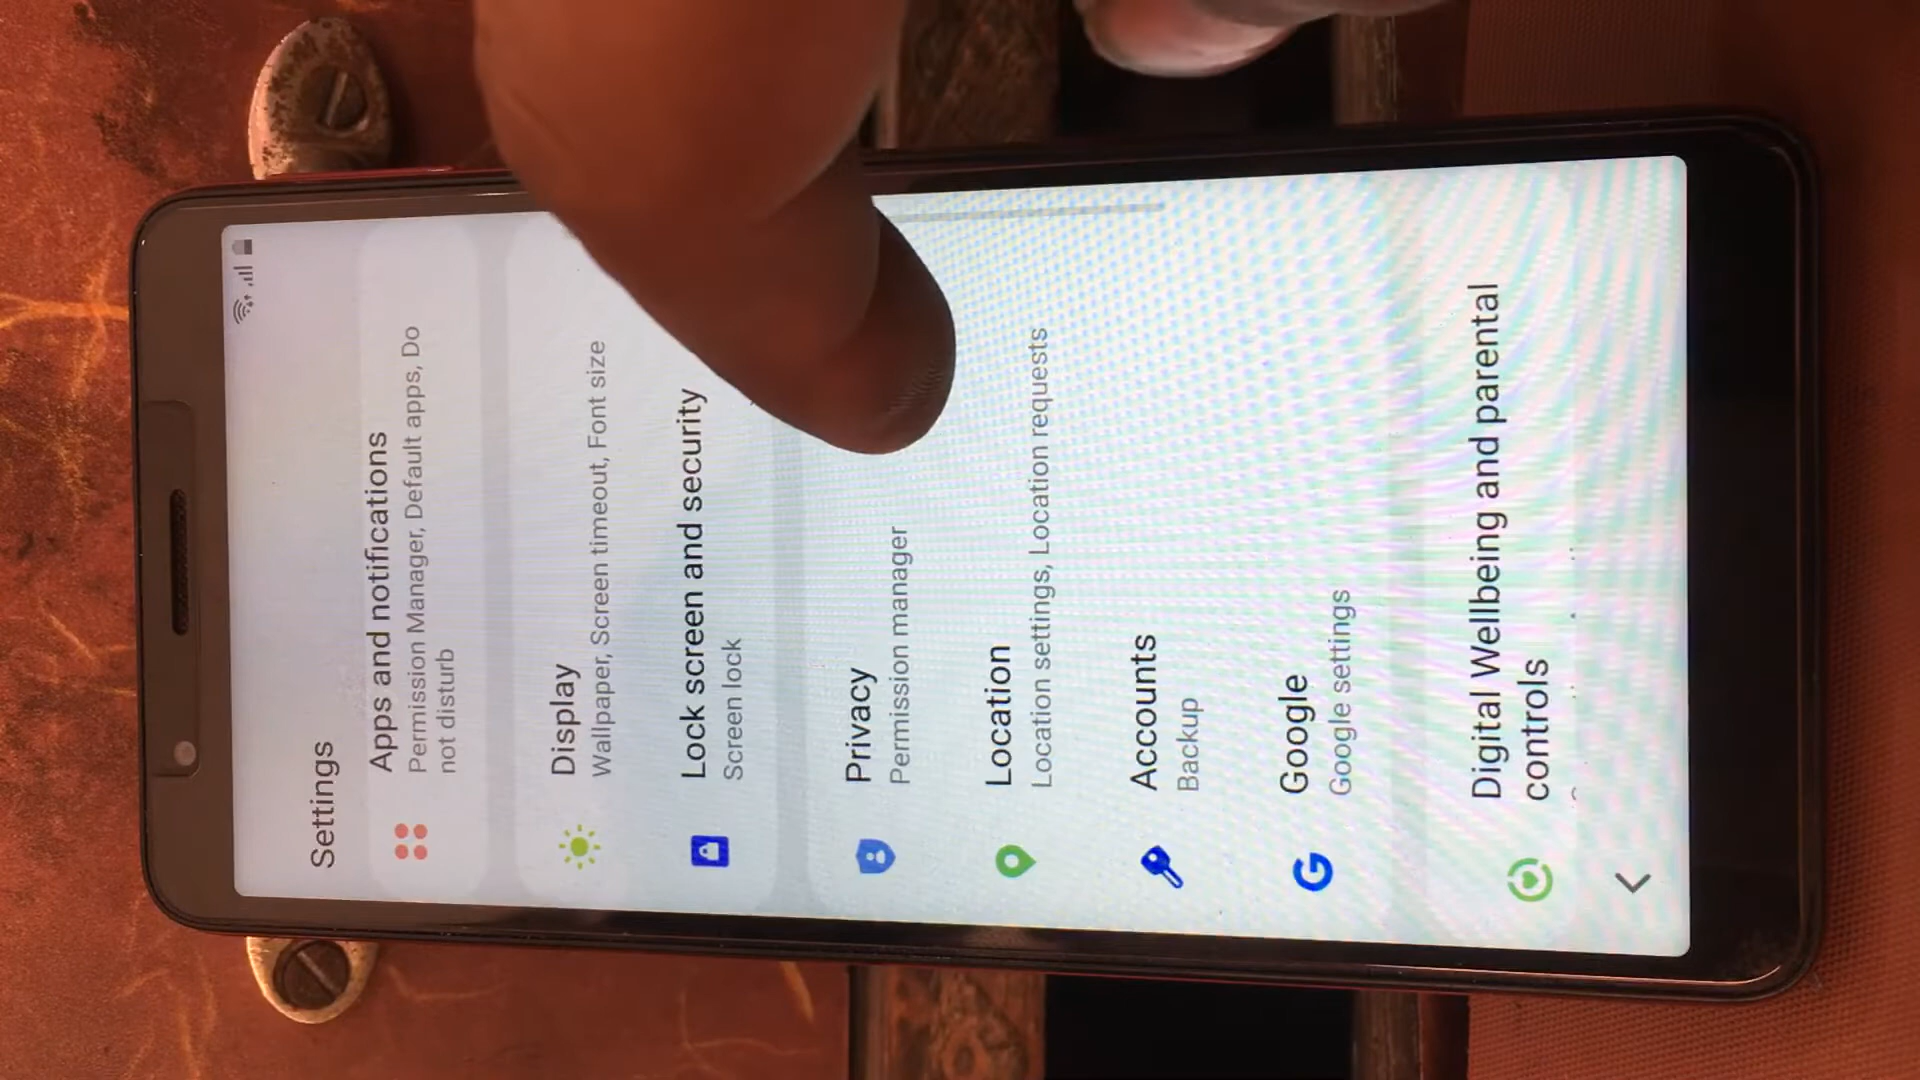 Settings
Apps and notifications
Permission Manager, Default apps, Do
not disturb
Display
Wallpaper, Screen timeout, Font size
Lock screen and security
Screen lock
Privacy
Permission manager
Location
Location settings, Location requests
Accounts
Backup
Google
Google settings
Digital Wellbeing and parental
controls